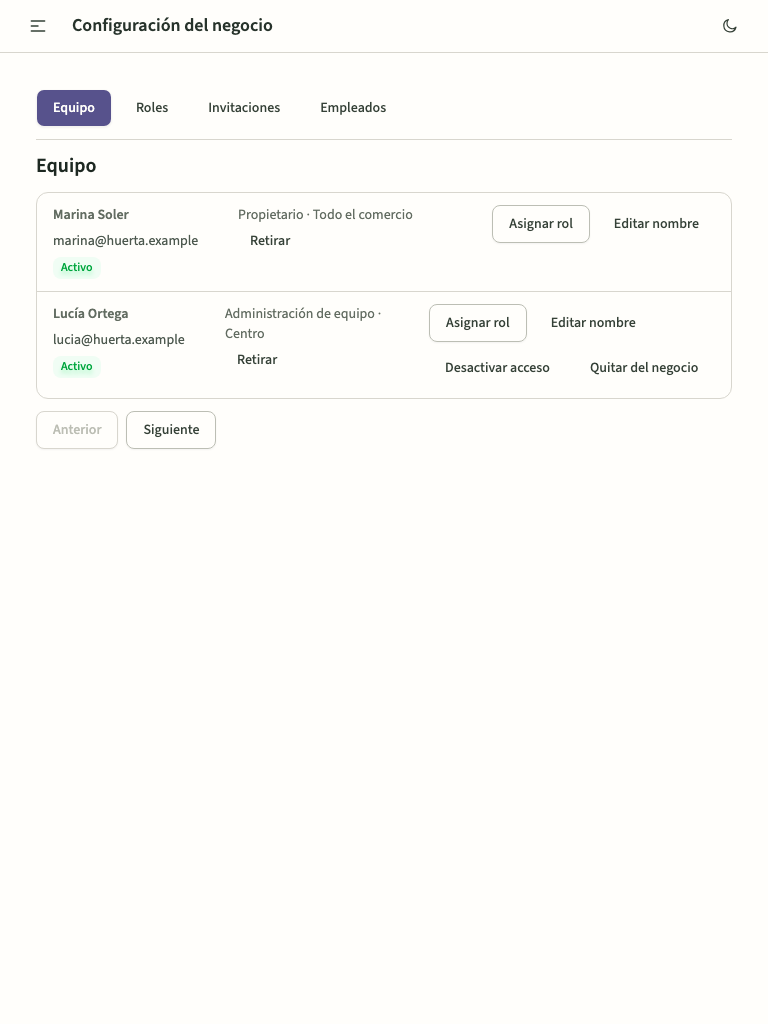 Configuración del negocio
Equipo
Roles
Invitaciones
Empleados
Equipo
Marina Soler
marina@huerta.example
Activo
Propietario · Todo el comercio
Retirar
Asignar rol
Editar nombre
Lucía Ortega
lucia@huerta.example
Activo
Administración de equipo ·
Centro
Retirar
Asignar rol
Editar nombre
Desactivar acceso
Quitar del negocio
Anterior
Siguiente